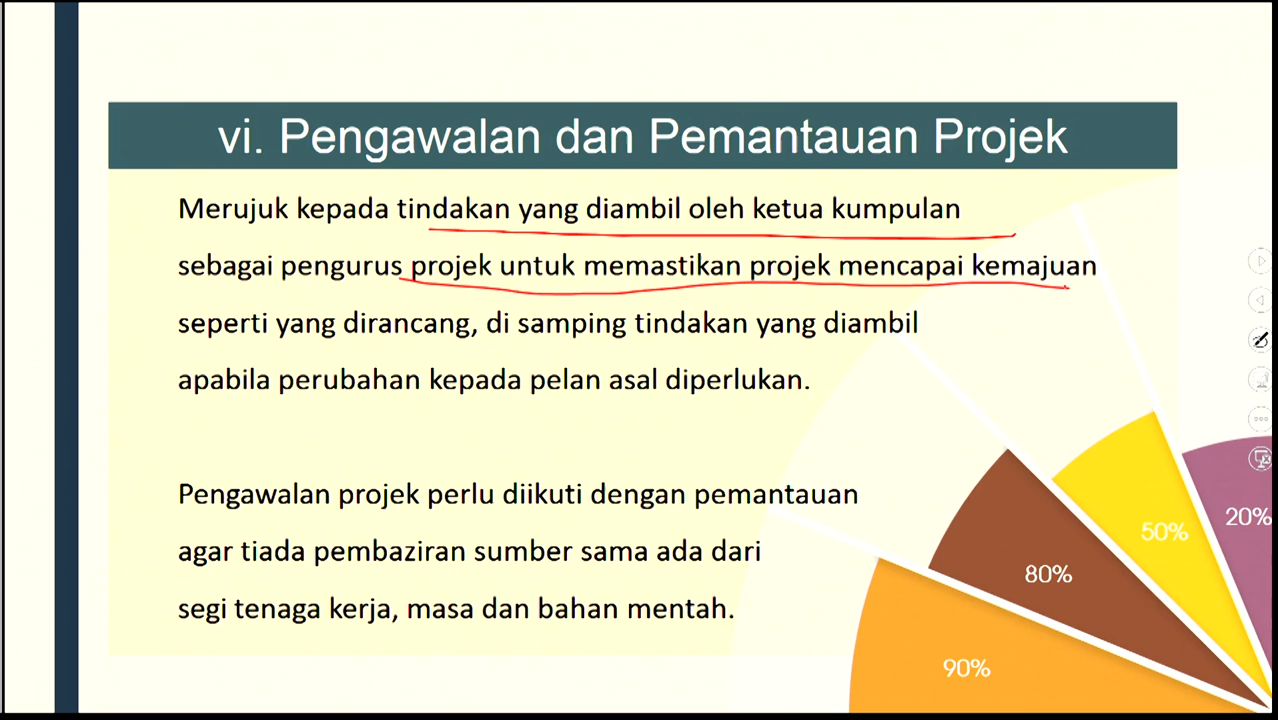 vi. Pengawalan dan Pemantauan Projek
Merujuk kepada tindakan yang diambil oleh ketua kumpulan
sebagai pengurus projek untuk memastikan projek mencapai kemajuan
seperti yang dirancang, di samping tindakan yang diambil
apabila perubahan kepada pelan asal diperlukan.
Pengawalan projek perlu diikuti dengan pemantauan
agar tiada pembaziran sumber sama ada dari
segi tenaga kerja, masa dan bahan mentah.
20%
50%
80%
90%